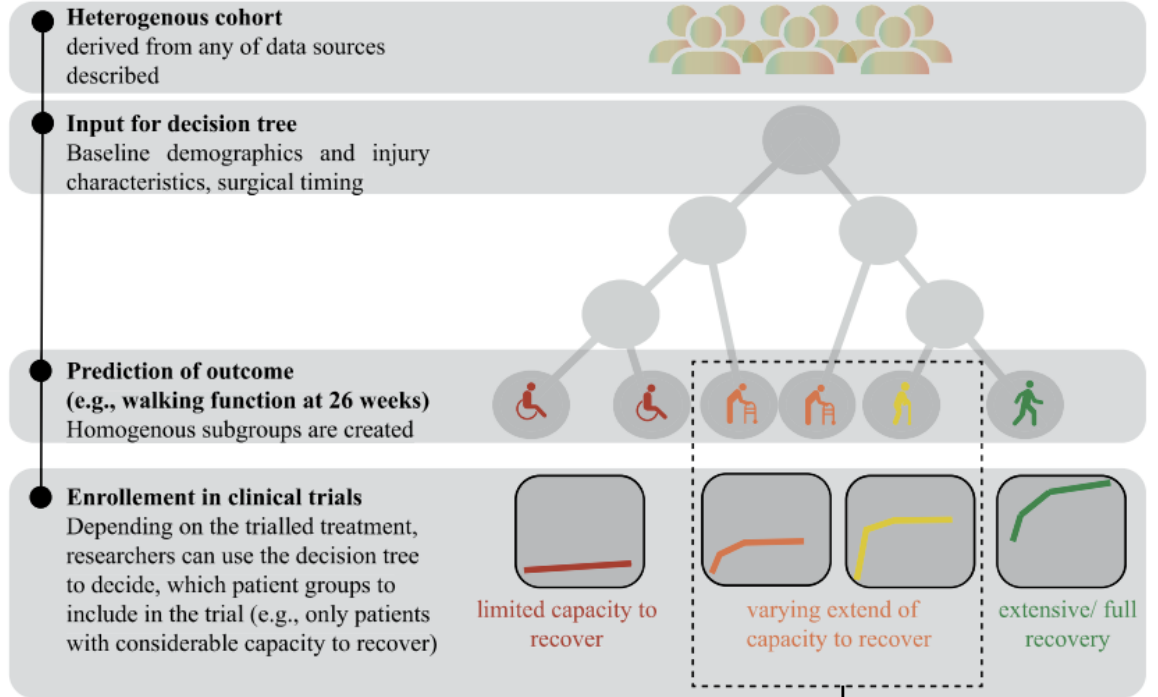 Heterogenous cohort
derived from any of data sources
described
Input for decision tree
Baseline demographics and injury
characteristics, surgical timing
Prediction of outcome
(e.g., walking function at 26 weeks)
Homogenous subgroups are created
Enrollement in clinical trials
Depending on the trialled treatment,
researchers can use the decision tree
to decide, which patient groups to
include in the trial (e.g., only patients
with considerable capacity to recover)
limited capacity to
recover
varying extend of
capacity to recover
extensive/ full
recovery